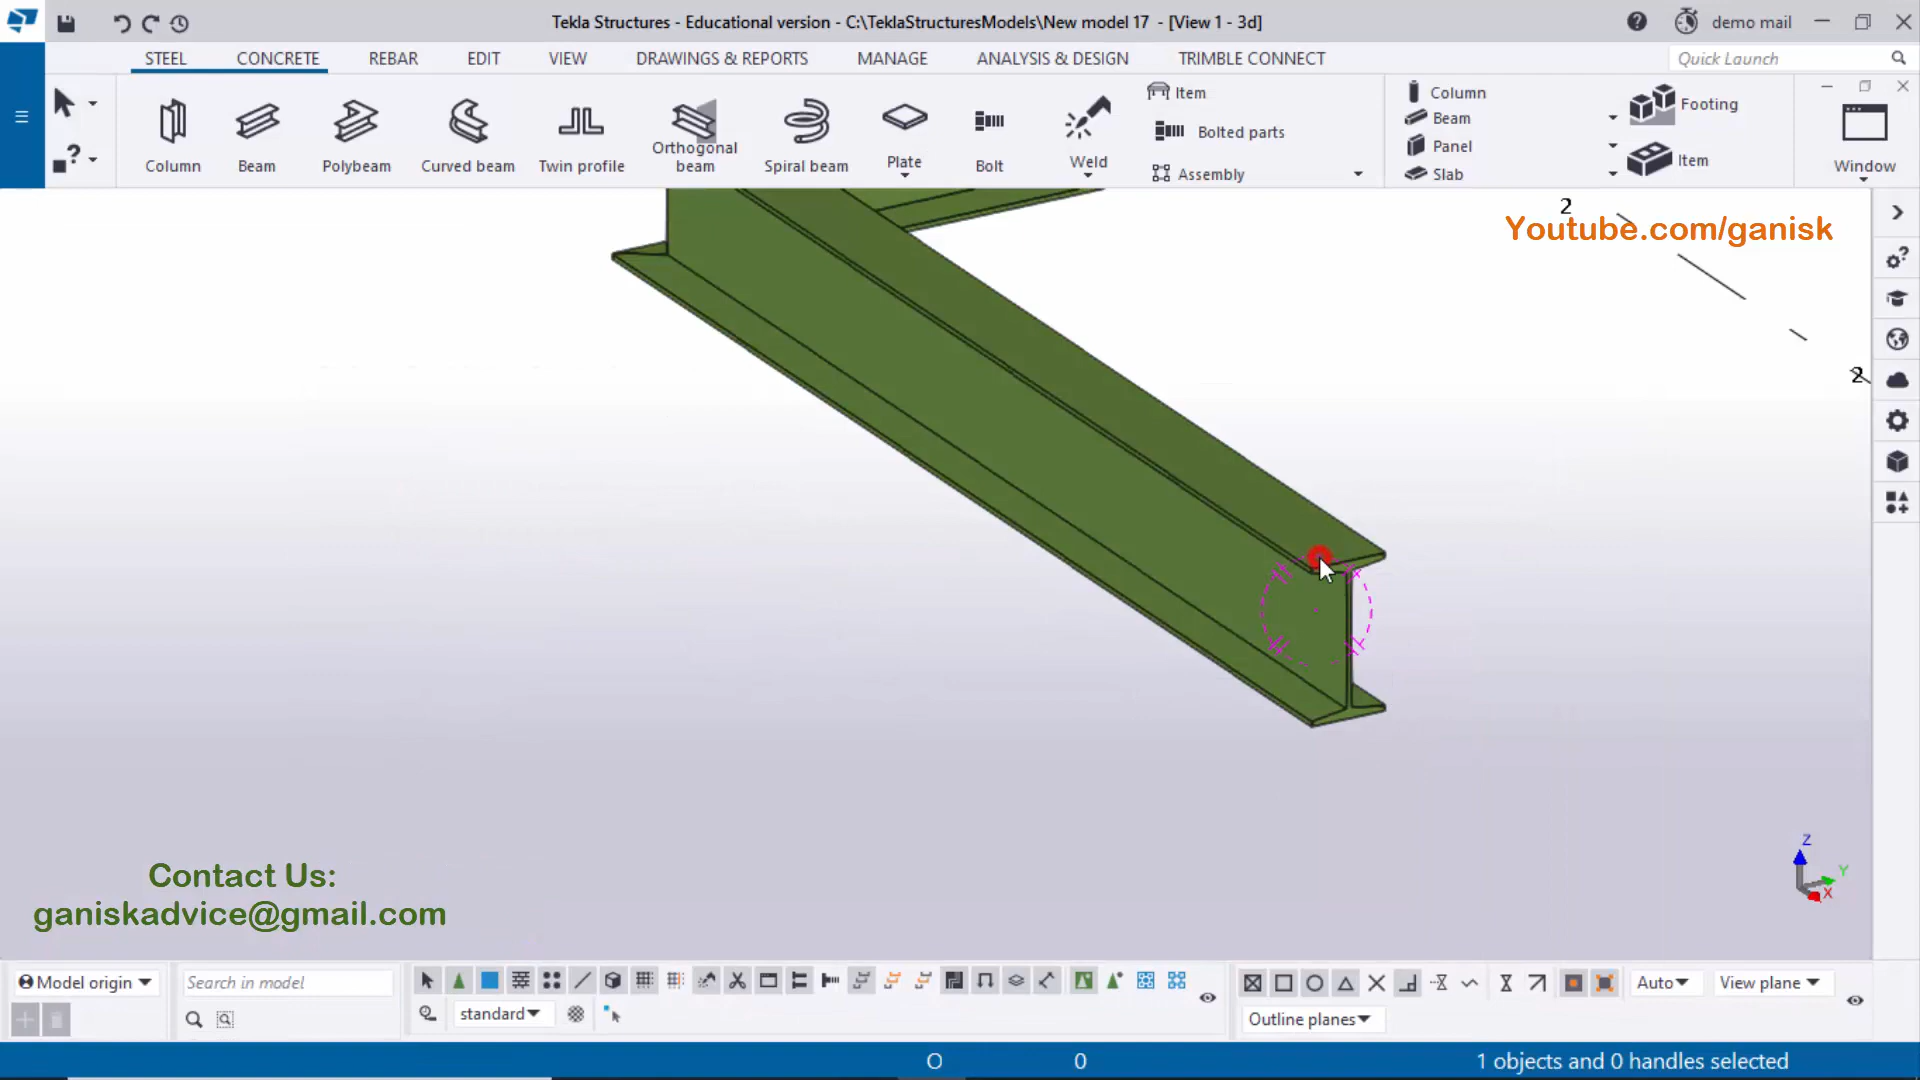 Tekla Structures - Educational version - C:\TeklaStructuresModels\New model 17 - [View 1 - 3d]
demo mail
STEEL CONCRETE REBAR EDIT VIEW DRAWINGS & REPORTS MANAGE ANALYSIS & DESIGN TRIMBLE CONNECT
Quick Launch
Column
Beam
Polybeam
Curved beam
Twin profile
Orthogonal
beam
Spiral beam
Plate
Bolt
Weld
Item
Bolted parts
Assembly
Column
Beam
Panel
Slab
Footing
Item
Window
2
Youtube.com/ganisk
2
Z
Y
X
Contact Us:
ganiskadvice@gmail.com
Model origin
Search in model
standard
Auto
View plane
Outline planes
O 0 1 objects and 0 handles selected